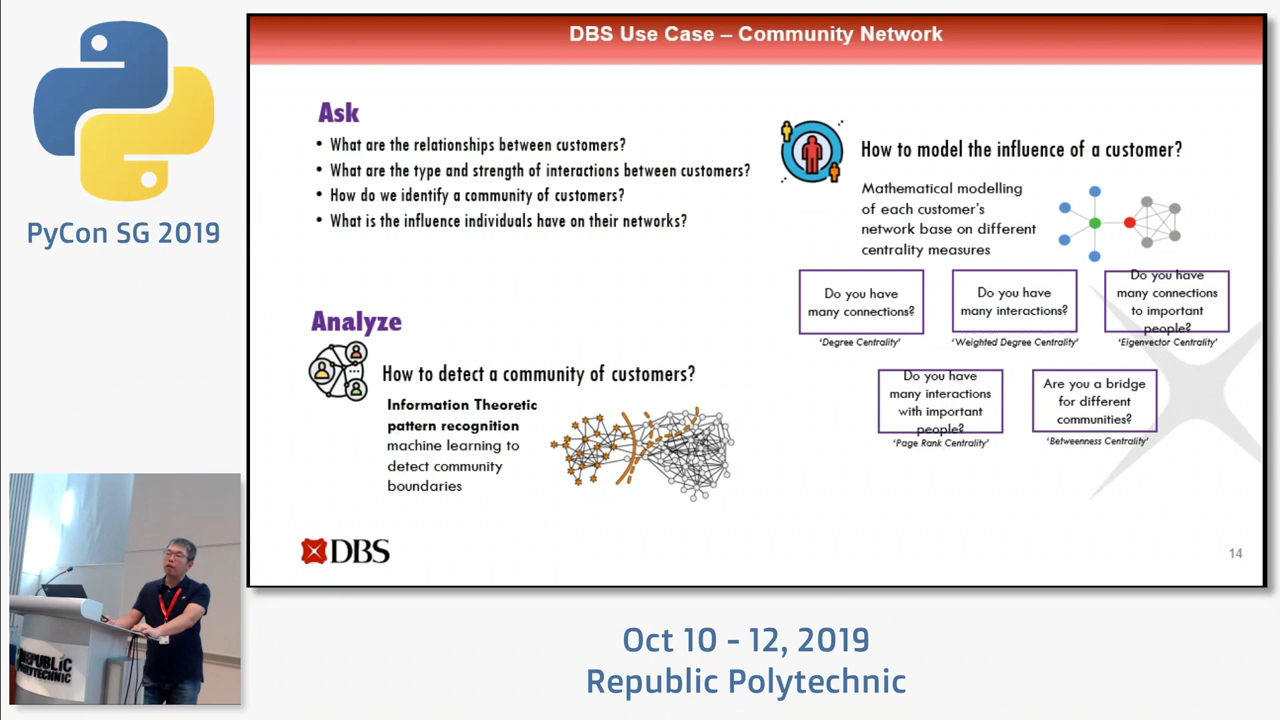 PyCon SG 2019
DBS Use Case – Community Network
Ask
• What are the relationships between customers?
• What are the type and strength of interactions between customers?
• How do we identify a community of customers?
• What is the influence individuals have on their networks?
Analyze
How to detect a community of customers?
Information Theoretic
pattern recognition
machine learning to
detect community
boundaries
How to model the influence of a customer?
Mathematical modelling
of each customer's
network base on different
centrality measures
Do you have
many connections?
'Degree Centrality'
Do you have
many interactions?
'Weighted Degree Centrality'
Do you have
many connections
to important
people?
'Eigenvector Centrality'
Do you have
many interactions
with important
people?
'Page Rank Centrality'
Are you a bridge
for different
communities?
'Betweenness Centrality'
DBS
14
REPUBLIC
POLYTECHNIC
Oct 10 - 12, 2019
Republic Polytechnic